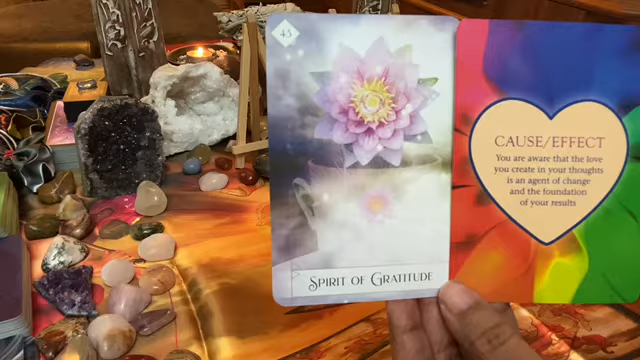 45
SPIRIT OF GRATITUDE
CAUSE/EFFECT
You are aware that the love
you create in your thoughts
is an agent of change
and the foundation
of your results